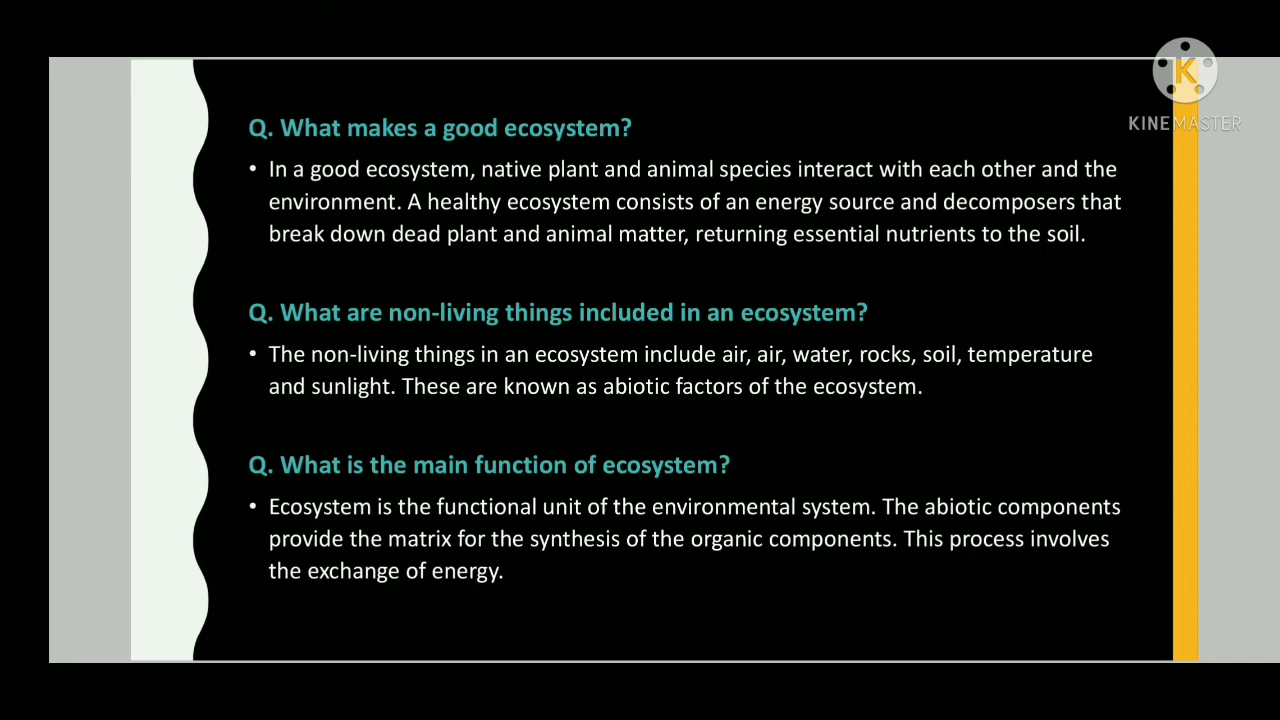 K
KINEMASTER
Q. What makes a good ecosystem?
• In a good ecosystem, native plant and animal species interact with each other and the
environment. A healthy ecosystem consists of an energy source and decomposers that
break down dead plant and animal matter, returning essential nutrients to the soil.
Q. What are non-living things included in an ecosystem?
• The non-living things in an ecosystem include air, air, water, rocks, soil, temperature
and sunlight. These are known as abiotic factors of the ecosystem.
Q. What is the main function of ecosystem?
• Ecosystem is the functional unit of the environmental system. The abiotic components
provide the matrix for the synthesis of the organic components. This process involves
the exchange of energy.